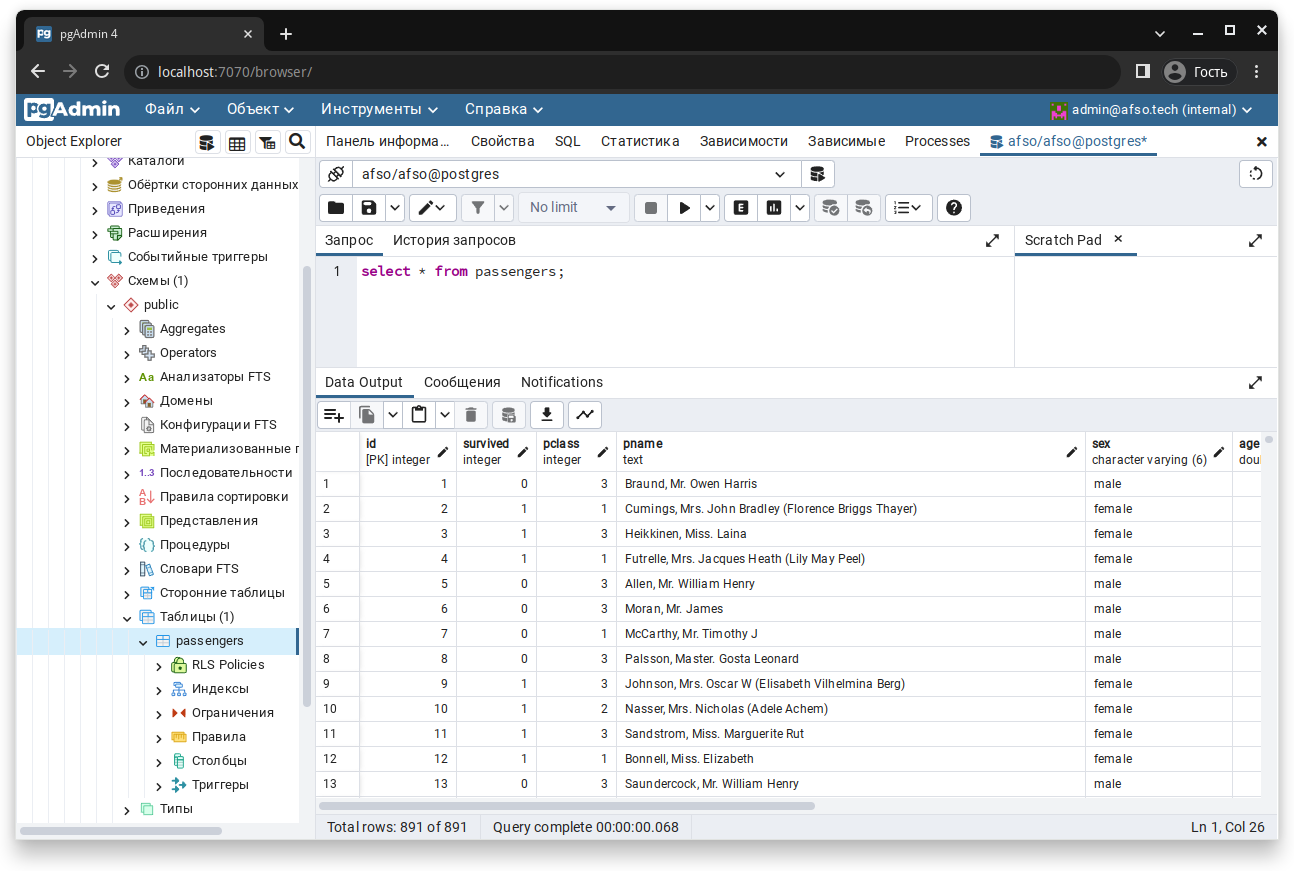 pgAdmin 4
localhost:7070/browser/
Гость
pgAdmin Файл Объект Инструменты Справка admin@afso.tech (internal)
Object Explorer
Каталоги
Обёртки сторонних данных
Приведения
Расширения
Событийные триггеры
Схемы (1)
public
Aggregates
Operators
Анализаторы FTS
Домены
Конфигурации FTS
Материализованные п
Последовательности
Правила сортировки
Представления
Процедуры
Словари FTS
Сторонние таблицы
Таблицы (1)
passengers
RLS Policies
Индексы
Ограничения
Правила
Столбцы
Триггеры
Типы
Панель информа... Свойства SQL Статистика Зависимости Зависимые Processes afso/afso@postgres*
afso/afso@postgres
No limit
Запрос История запросов Scratch Pad
1 select * from passengers;
Data Output Сообщения Notifications
id survived pclass pname sex age
[PK] integer integer integer text character varying (6) doul
1 1 0 3 Braund, Mr. Owen Harris male
2 2 1 1 Cumings, Mrs. John Bradley (Florence Briggs Thayer) female
3 3 1 3 Heikkinen, Miss. Laina female
4 4 1 1 Futrelle, Mrs. Jacques Heath (Lily May Peel) female
5 5 0 3 Allen, Mr. William Henry male
6 6 0 3 Moran, Mr. James male
7 7 0 1 McCarthy, Mr. Timothy J male
8 8 0 3 Palsson, Master. Gosta Leonard male
9 9 1 3 Johnson, Mrs. Oscar W (Elisabeth Vilhelmina Berg) female
10 10 1 2 Nasser, Mrs. Nicholas (Adele Achem) female
11 11 1 3 Sandstrom, Miss. Marguerite Rut female
12 12 1 1 Bonnell, Miss. Elizabeth female
13 13 0 3 Saundercock, Mr. William Henry male
Total rows: 891 of 891 Query complete 00:00:00.068 Ln 1, Col 26